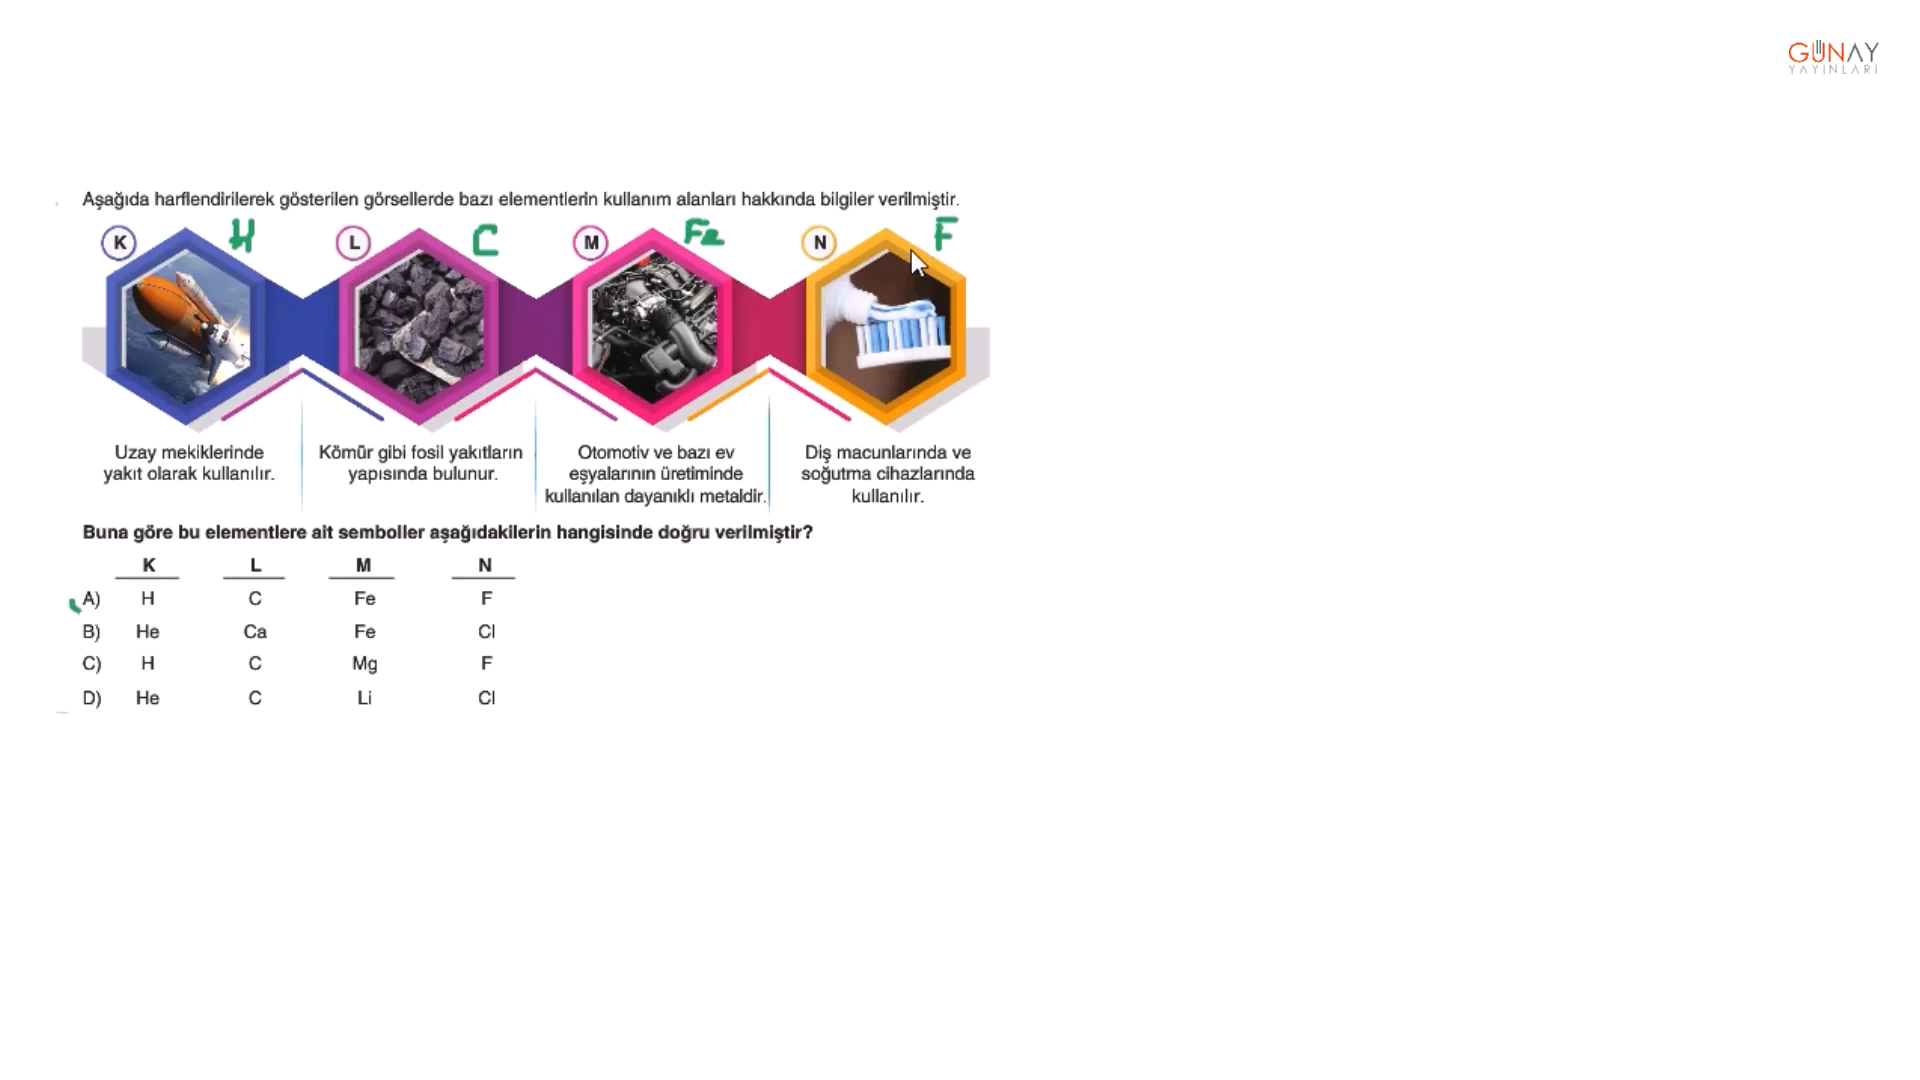 GÜNAY
YAYINLARI
Aşağıda harflendirilerek gösterilen görsellerde bazı elementlerin kullanım alanları hakkında bilgiler verilmiştir.
K H L C M Fe N F
Uzay mekiklerinde
yakıt olarak kullanılır.
Kömür gibi fosil yakıtların
yapısında bulunur.
Otomotiv ve bazı ev
eşyalarının üretiminde
kullanılan dayanıklı metaldir.
Diş macunlarında ve
soğutma cihazlarında
kullanılır.
Buna göre bu elementlere ait semboller aşağıdakilerin hangisinde doğru verilmiştir?
K L M N
A) H C Fe F
B) He Ca Fe Cl
C) H C Mg F
D) He C Li Cl